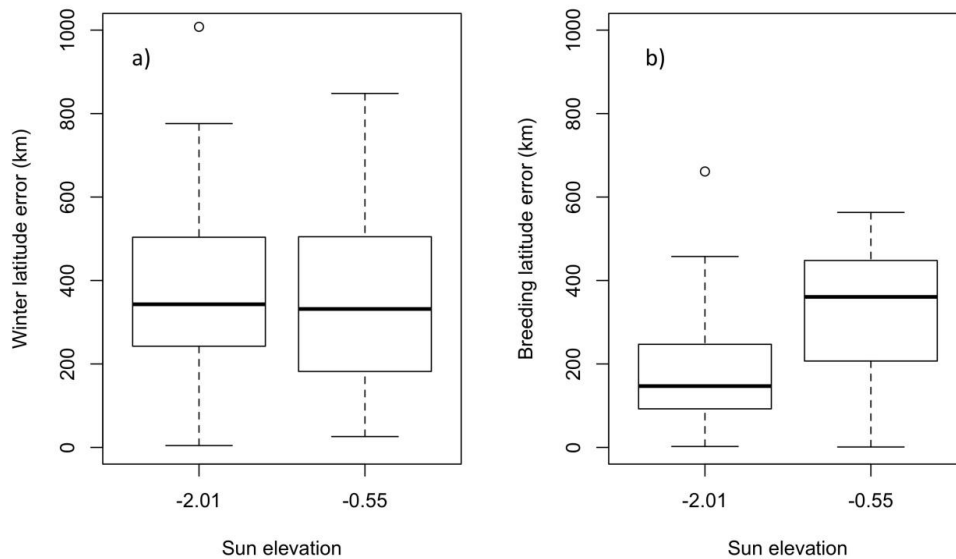 a)
Winter latitude error (km)
1000
800
600
400
200
0
-2.01 -0.55
Sun elevation
b)
Breeding latitude error (km)
1000
800
600
400
200
0
-2.01 -0.55
Sun elevation